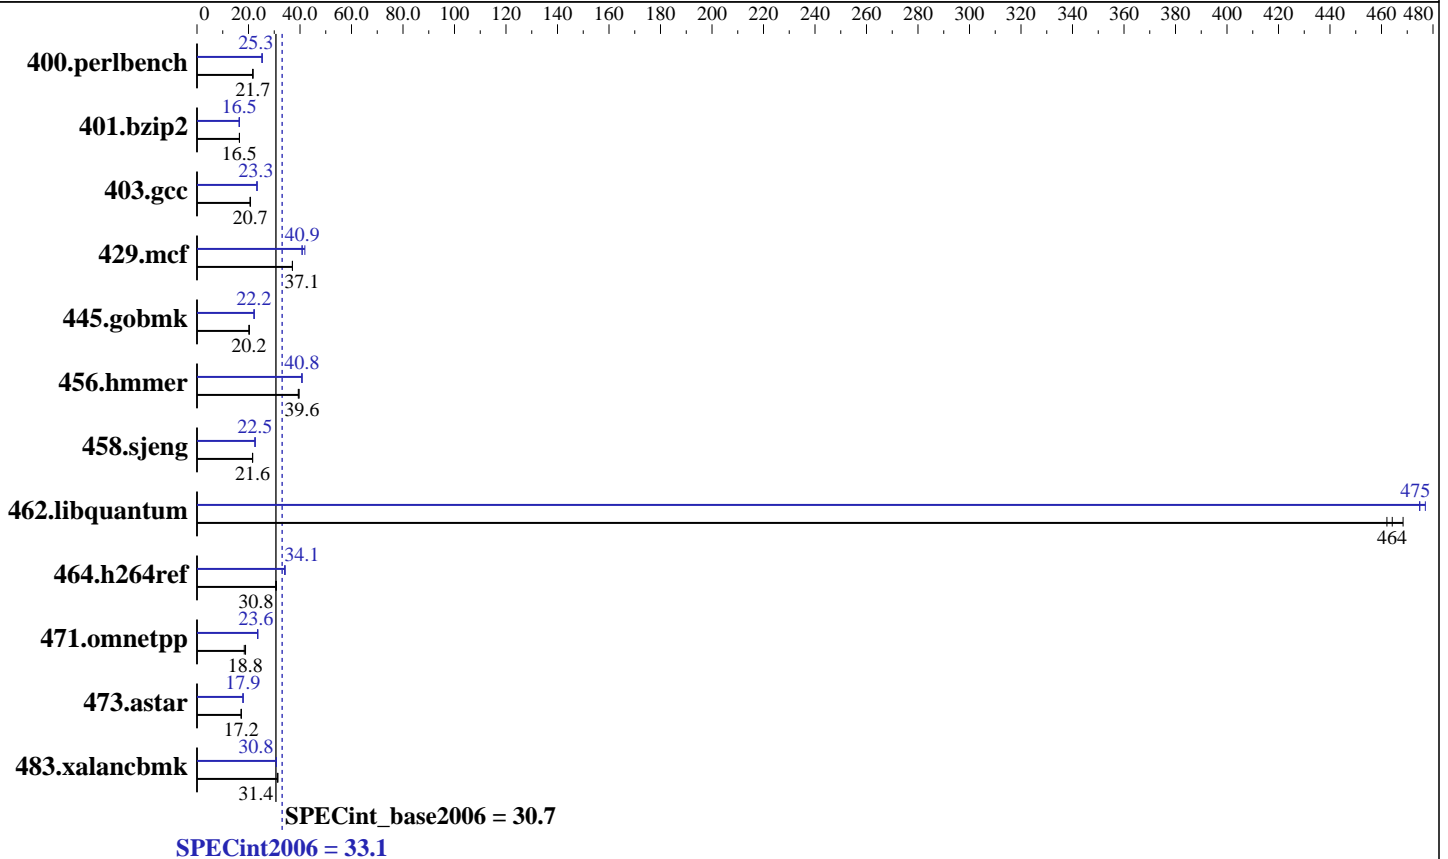 0 20.0 40.0 60.0 80.0 100 120 140 160 180 200 220 240 260 280 300 320 340 360 380 400 420 440 460 480
25.3
400.perlbench
21.7
16.5
401.bzip2
16.5
23.3
403.gcc
20.7
40.9
429.mcf
37.1
22.2
445.gobmk
20.2
40.8
456.hmmer
39.6
22.5
458.sjeng
21.6
475
462.libquantum
464
34.1
464.h264ref
30.8
23.6
471.omnetpp
18.8
17.9
473.astar
17.2
30.8
483.xalancbmk
31.4
SPECint_base2006 = 30.7
SPECint2006 = 33.1